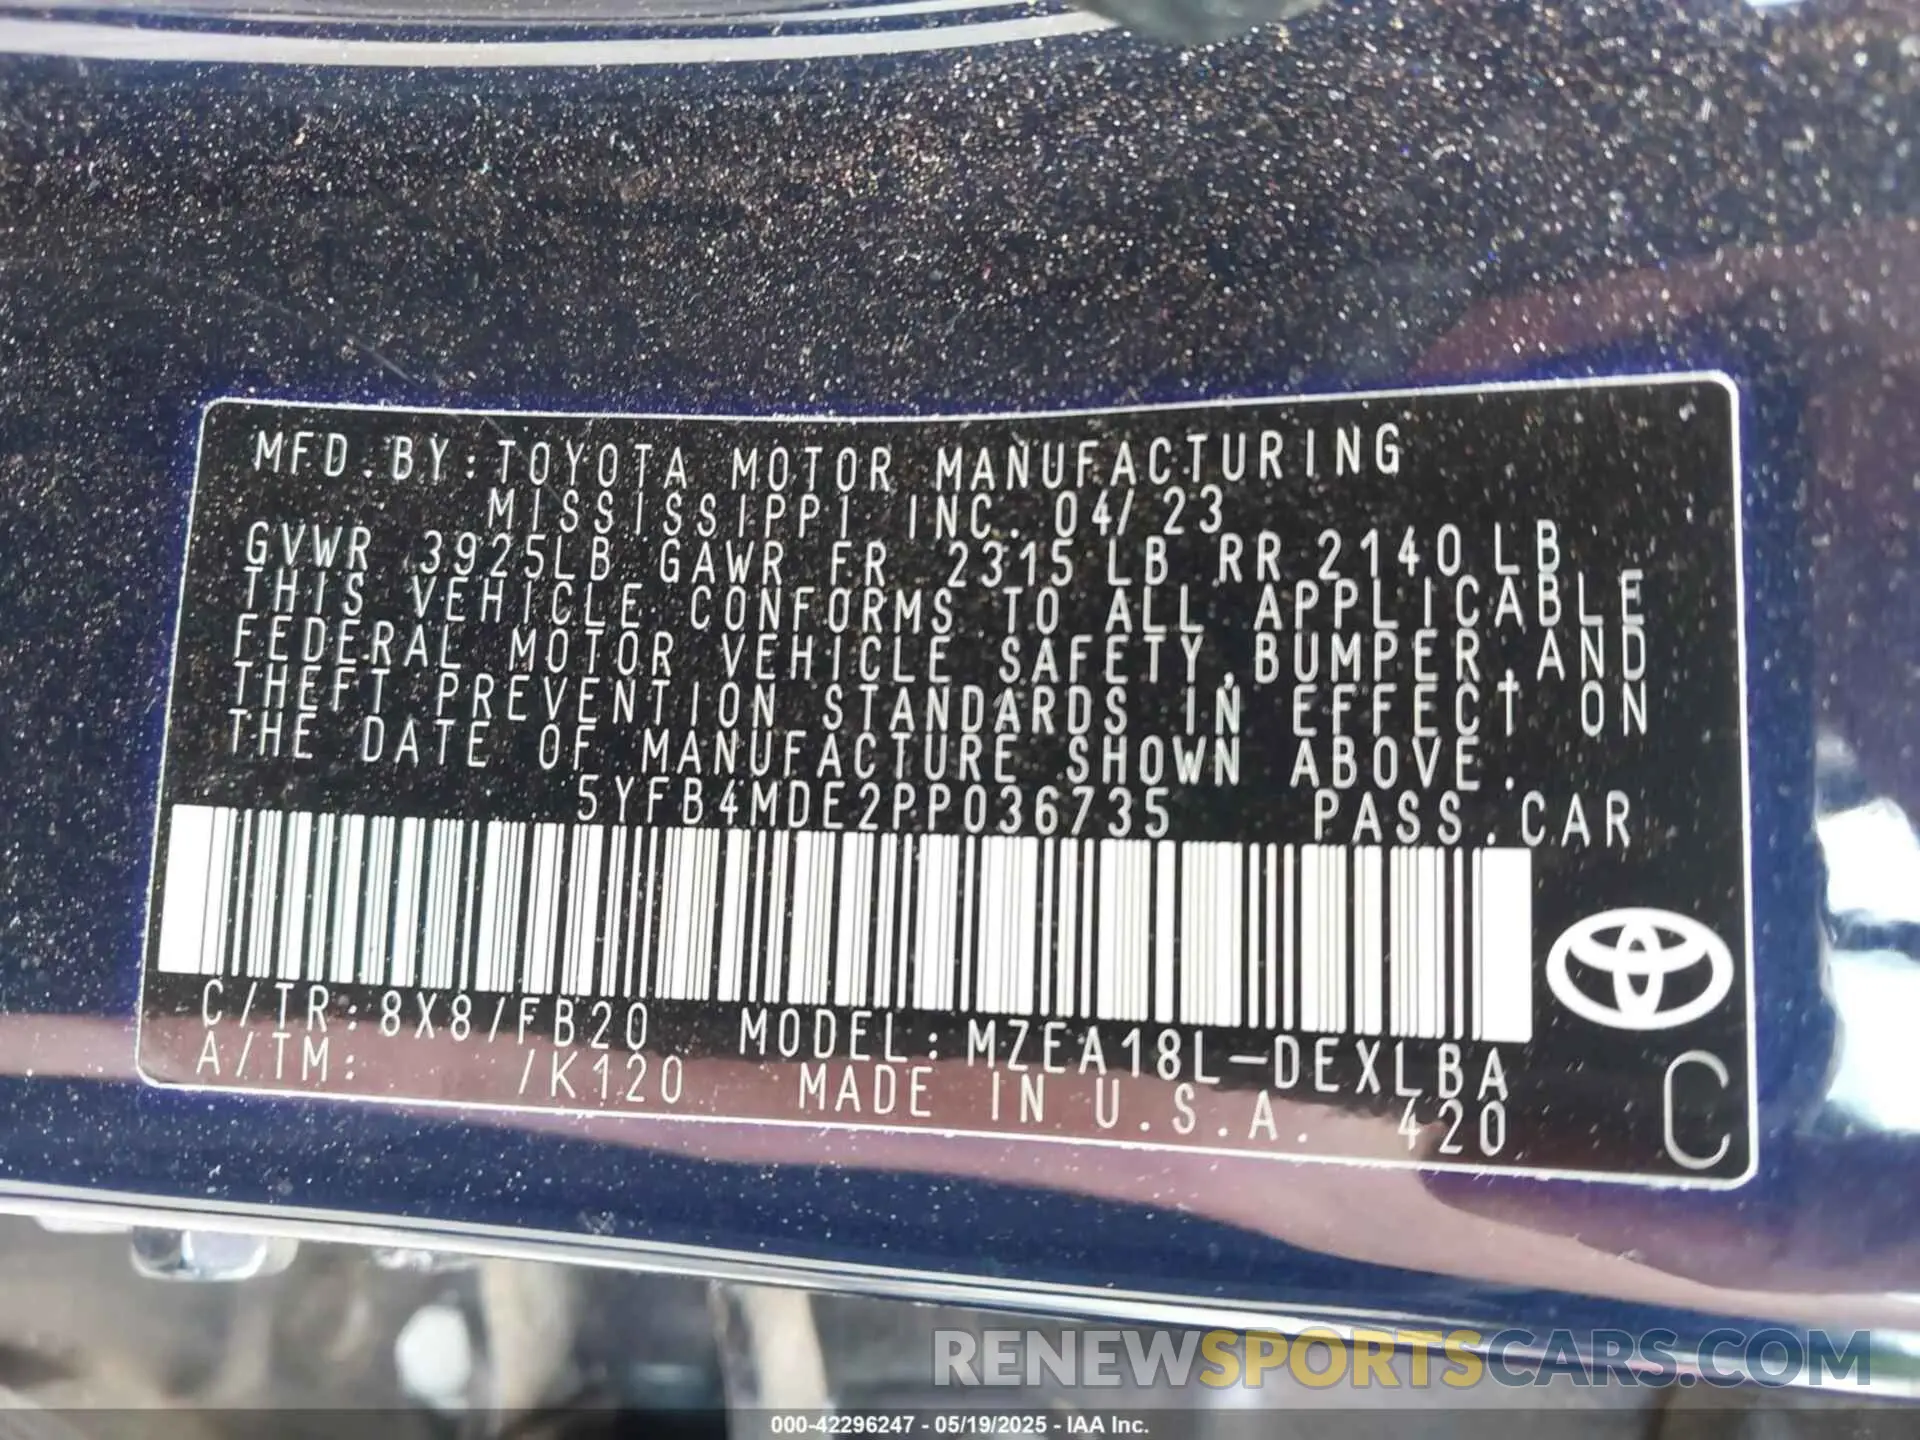 MFD.BY:TOYOTA MOTOR MANUFACTURING
MISSISSIPPI, INC. 04/23
GVWR 3925LB GAWR FR 2315LB RR 2140LB
THIS VEHICLE CONFORMS TO ALL APPLICABLE
FEDERAL MOTOR VEHICLE SAFETY,BUMPER,AND
THEFT PREVENTION STANDARDS IN EFFECT ON
THE DATE OF MANUFACTURE SHOWN ABOVE.
5YFB4MDE2PP036735 PASS.CAR
C/TR:8X8/FB20 MODEL:MZEA18L-DEXLBA
A/TM: /K120 MADE IN U.S.A. 420
C
RENEWSPORTSCARS.COM
000-42296247 - 05/19/2025 - IAA Inc.